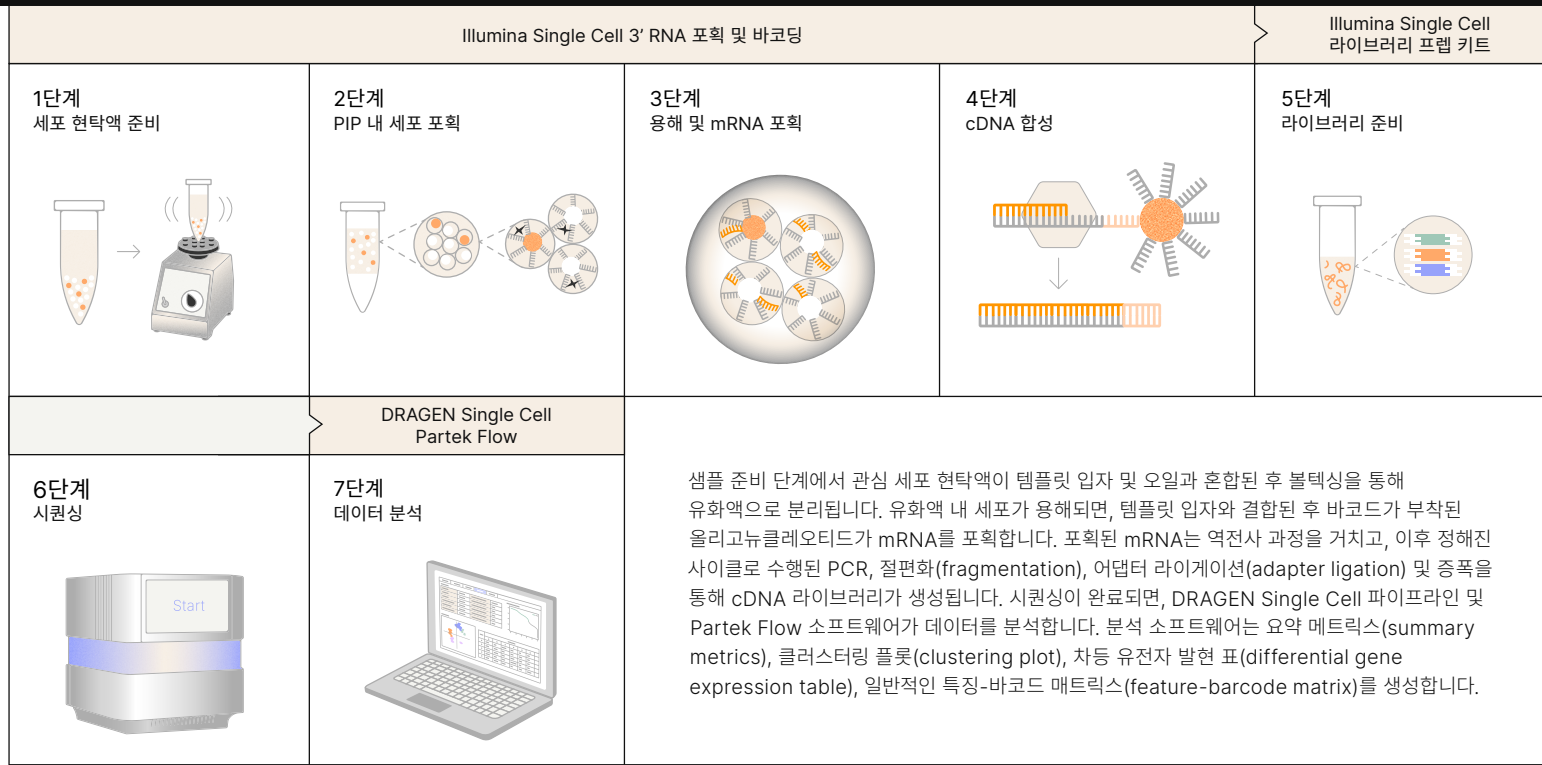 Illumina Single Cell 3’ RNA 포획 및 바코딩
Illumina Single Cell
라이브러리 프렙 키트
1단계
세포 현탁액 준비
2단계
PIP 내 세포 포획
3단계
용해 및 mRNA 포획
4단계
cDNA 합성
5단계
라이브러리 준비
DRAGEN Single Cell
Partek Flow
6단계
시퀀싱
Start
7단계
데이터 분석
샘플 준비 단계에서 관심 세포 현탁액이 템플릿 입자 및 오일과 혼합된 후 볼텍싱을 통해
유화액으로 분리됩니다. 유화액 내 세포가 용해되면, 템플릿 입자와 결합된 후 바코드가 부착된
올리고뉴클레오티드가 mRNA를 포획합니다. 포획된 mRNA는 역전사 과정을 거치고, 이후 정해진
사이클로 수행된 PCR, 절편화(fragmentation), 어댑터 라이게이션(adapter ligation) 및 증폭을
통해 cDNA 라이브러리가 생성됩니다. 시퀀싱이 완료되면, DRAGEN Single Cell 파이프라인 및
Partek Flow 소프트웨어가 데이터를 분석합니다. 분석 소프트웨어는 요약 메트릭스(summary
metrics), 클러스터링 플롯(clustering plot), 차등 유전자 발현 표(differential gene
expression table), 일반적인 특징-바코드 매트릭스(feature-barcode matrix)를 생성합니다.